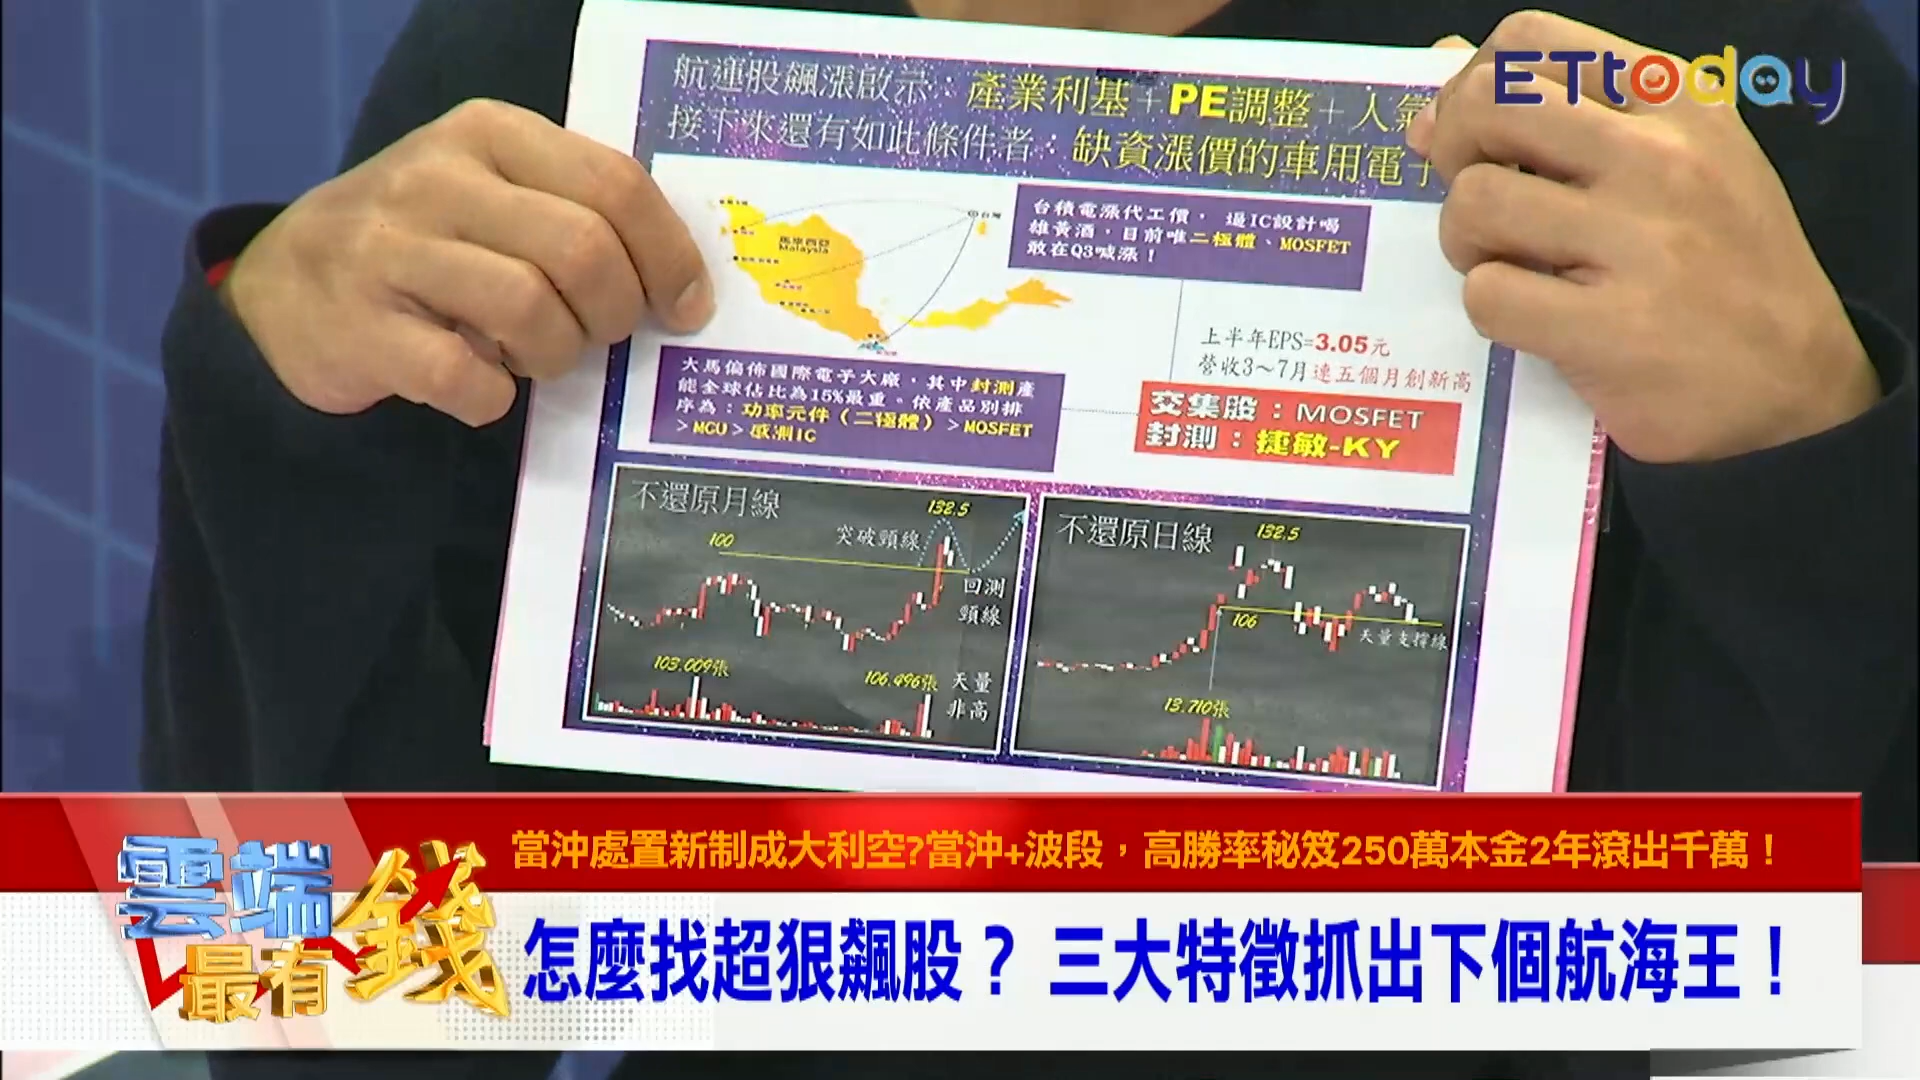 ETtoday
航運股飆漲啟示：產業利基＋PE調整＋人氣
接下來還有如此條件者：缺貨漲價的車用電子
台積電漲代工價， 逼IC設計喝
雄黃酒，目前唯二極體、MOSFET
敢在Q3喊漲！
台灣
馬來西亞
Malaysia
上半年EPS=3.05元
營收3～7月連五個月創新高
大馬偏佈國際電子大廠，其中封測產
能全球佔比為15%最重。依產品別排
序為：功率元件（二極體）＞MOSFET
＞MCU＞感測IC
交集股：MOSFET
封測：捷敏-KY
不還原月線
132.5
100
突破頸線
回測
頸線
103.009張
106.496張
天量
非高
不還原日線
132.5
106
天量支撐線
13.710張
當沖處置新制成大利空?當沖+波段，高勝率秘笈250萬本金2年滾出千萬！
雲端
最有錢
怎麼找超狠飆股？ 三大特徵抓出下個航海王！